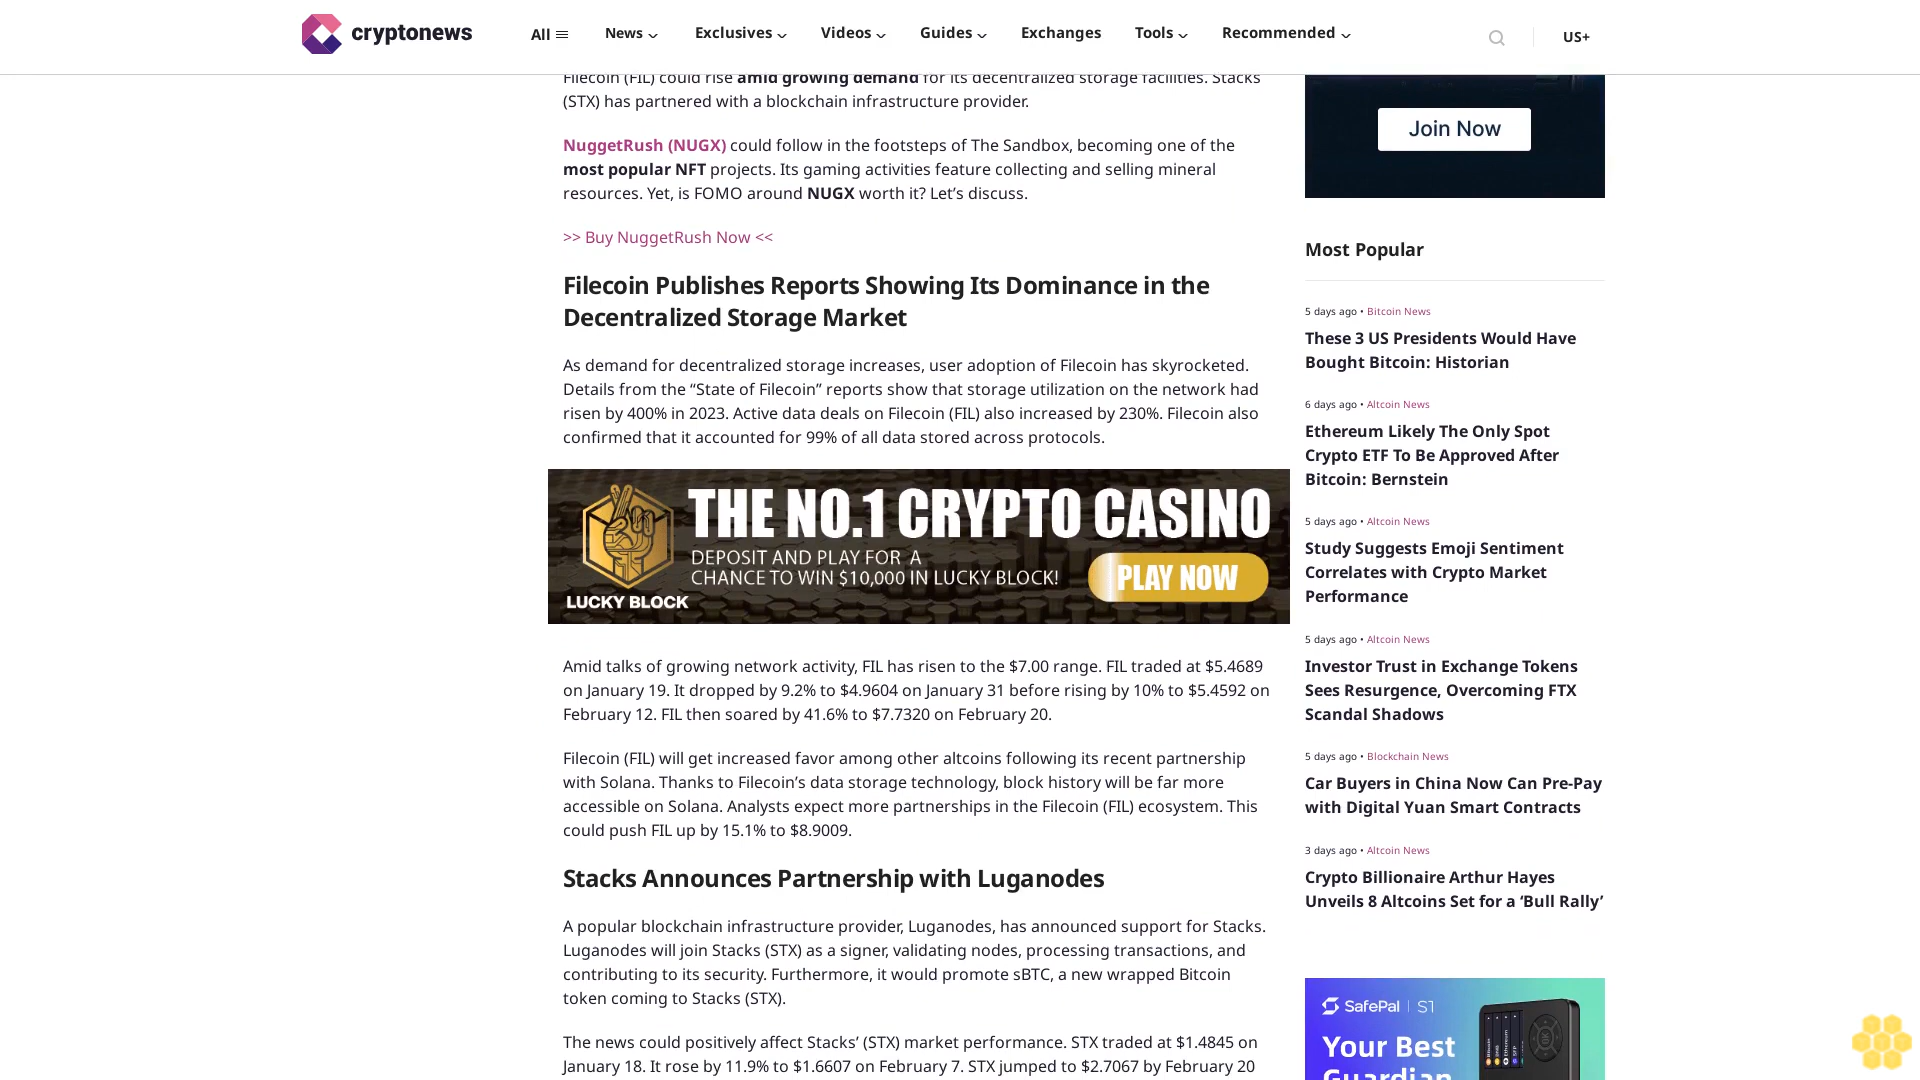 cryptonews
All
News
Exclusives
Videos
Guides
Exchanges
Tools
Recommended
US+
Filecoin (FIL) could rise amid growing demand for its decentralized storage facilities. Stacks
(STX) has partnered with a blockchain infrastructure provider.
NuggetRush (NUGX) could follow in the footsteps of The Sandbox, becoming one of the
most popular NFT projects. Its gaming activities feature collecting and selling mineral
resources. Yet, is FOMO around NUGX worth it? Let’s discuss.
>> Buy NuggetRush Now <<
Filecoin Publishes Reports Showing Its Dominance in the
Decentralized Storage Market
As demand for decentralized storage increases, user adoption of Filecoin has skyrocketed.
Details from the “State of Filecoin” reports show that storage utilization on the network had
risen by 400% in 2023. Active data deals on Filecoin (FIL) also increased by 230%. Filecoin also
confirmed that it accounted for 99% of all data stored across protocols.
THE NO.1 CRYPTO CASINO
DEPOSIT AND PLAY FOR A
CHANCE TO WIN $10,000 IN LUCKY BLOCK!
PLAY NOW
LUCKY BLOCK
Amid talks of growing network activity, FIL has risen to the $7.00 range. FIL traded at $5.4689
on January 19. It dropped by 9.2% to $4.9604 on January 31 before rising by 10% to $5.4592 on
February 12. FIL then soared by 41.6% to $7.7320 on February 20.
Filecoin (FIL) will get increased favor among other altcoins following its recent partnership
with Solana. Thanks to Filecoin’s data storage technology, block history will be far more
accessible on Solana. Analysts expect more partnerships in the Filecoin (FIL) ecosystem. This
could push FIL up by 15.1% to $8.9009.
Stacks Announces Partnership with Luganodes
A popular blockchain infrastructure provider, Luganodes, has announced support for Stacks.
Luganodes will join Stacks (STX) as a signer, validating nodes, processing transactions, and
contributing to its security. Furthermore, it would promote sBTC, a new wrapped Bitcoin
token coming to Stacks (STX).
The news could positively affect Stacks’ (STX) market performance. STX traded at $1.4845 on
January 18. It rose by 11.9% to $1.6607 on February 7. STX jumped to $2.7067 by February 20
Join Now
Most Popular
5 days ago • Bitcoin News
These 3 US Presidents Would Have
Bought Bitcoin: Historian
6 days ago • Altcoin News
Ethereum Likely The Only Spot
Crypto ETF To Be Approved After
Bitcoin: Bernstein
5 days ago • Altcoin News
Study Suggests Emoji Sentiment
Correlates with Crypto Market
Performance
5 days ago • Altcoin News
Investor Trust in Exchange Tokens
Sees Resurgence, Overcoming FTX
Scandal Shadows
5 days ago • Blockchain News
Car Buyers in China Now Can Pre-Pay
with Digital Yuan Smart Contracts
3 days ago • Altcoin News
Crypto Billionaire Arthur Hayes
Unveils 8 Altcoins Set for a ‘Bull Rally’
SafePal | S1
Your Best
Guardian